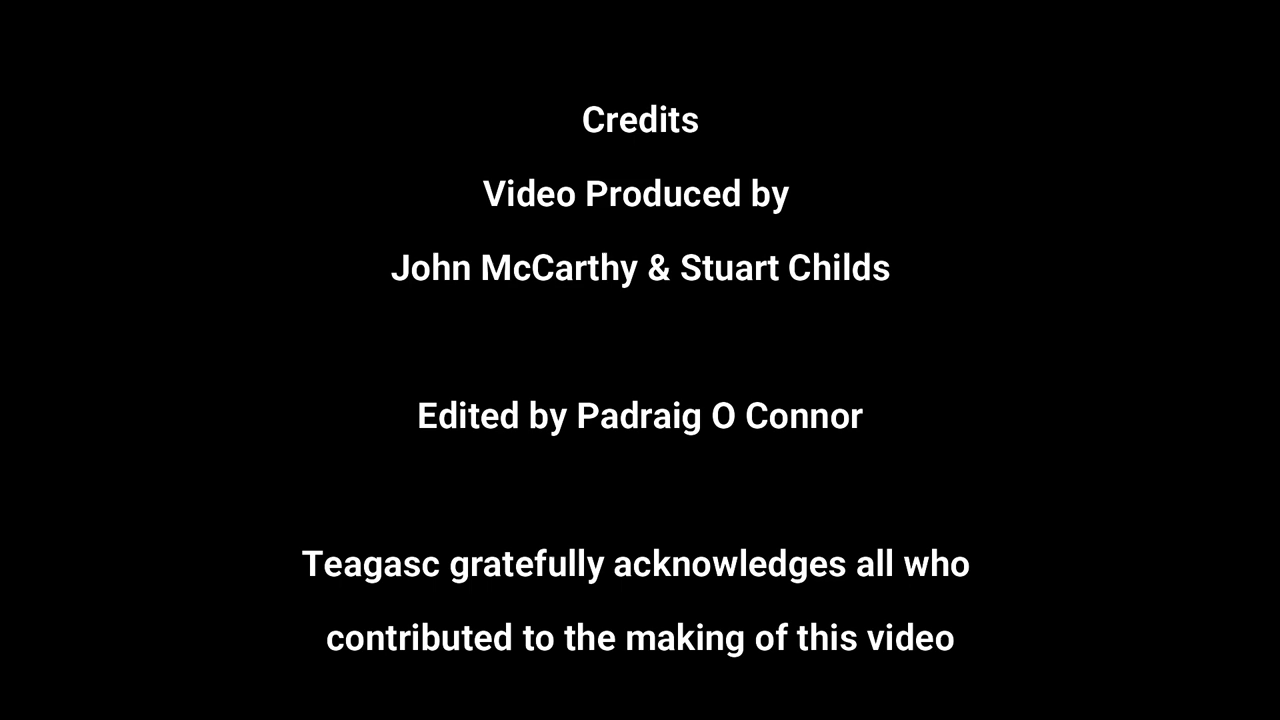 Credits
Video Produced by
John McCarthy & Stuart Childs
Edited by Padraig O Connor
Teagasc gratefully acknowledges all who
contributed to the making of this video